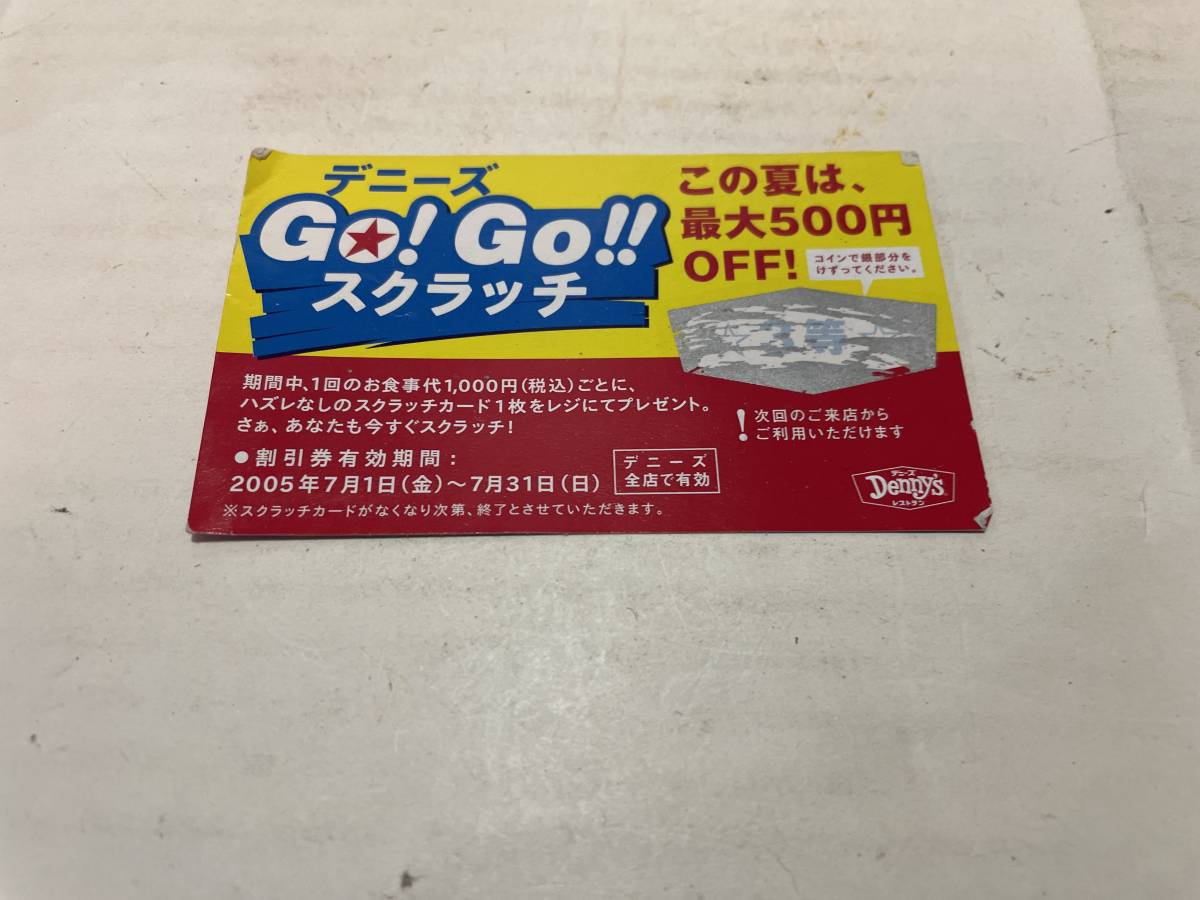 デニーズ
Go! Go!!
スクラッチ
この夏は、
最大500円
OFF!
コインで銀部分を
けずってください。
3等
期間中、1回のお食事代1,000円(税込)ごとに、
ハズレなしのスクラッチカード1枚をレジにてプレゼント。
さぁ、あなたも今すぐスクラッチ!
! 次回のご来店から
ご利用いただけます
●割引券有効期間:
2005年7月1日(金)〜7月31日(日)
デニーズ
全店で有効
※スクラッチカードがなくなり次第、終了とさせていただきます。
デニーズ
Denny's
レストラン